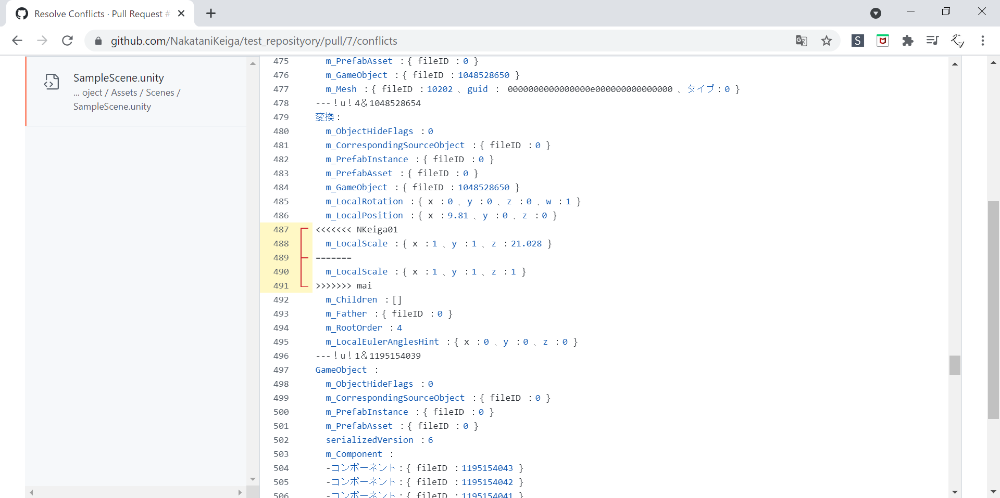 Resolve Conflicts · Pull Request #
github.com/NakataniKeiga/test_reposityory/pull/7/conflicts
SampleScene.unity
... oject / Assets / Scenes /
SampleScene.unity
475 m_PrefabAsset ：{ fileID ：0 }
476 m_GameObject ：{ fileID ：1048528650 }
477 m_Mesh ：{ fileID ：10202 、guid ： 0000000000000000e000000000000000 、タイプ：0 }
478 ---！u！4＆1048528654
479 変換：
480 m_ObjectHideFlags ：0
481 m_CorrespondingSourceObject ：{ fileID ：0 }
482 m_PrefabInstance ：{ fileID ：0 }
483 m_PrefabAsset ：{ fileID ：0 }
484 m_GameObject ：{ fileID ：1048528650 }
485 m_LocalRotation ：{ x ：0 、y ：0 、z ：0 、w ：1 }
486 m_LocalPosition ：{ x ：9.81 、y ：0 、z ：0 }
487 <<<<<<< NKeiga01
488 m_LocalScale ：{ x ：1 、y ：1 、z ：21.028 }
489 =======
490 m_LocalScale ：{ x ：1 、y ：1 、z ：1 }
491 >>>>>>> mai
492 m_Children ：[]
493 m_Father ：{ fileID ：0 }
494 m_RootOrder ：4
495 m_LocalEulerAnglesHint ：{ x ：0 、y ：0 、z ：0 }
496 ---！u！1＆1195154039
497 GameObject ：
498 m_ObjectHideFlags ：0
499 m_CorrespondingSourceObject ：{ fileID ：0 }
500 m_PrefabInstance ：{ fileID ：0 }
501 m_PrefabAsset ：{ fileID ：0 }
502 serializedVersion ：6
503 m_Component ：
504 -コンポーネント：{ fileID ：1195154043 }
505 -コンポーネント：{ fileID ：1195154042 }
506 -コンポーネント：{ fileID ：1195154041 }